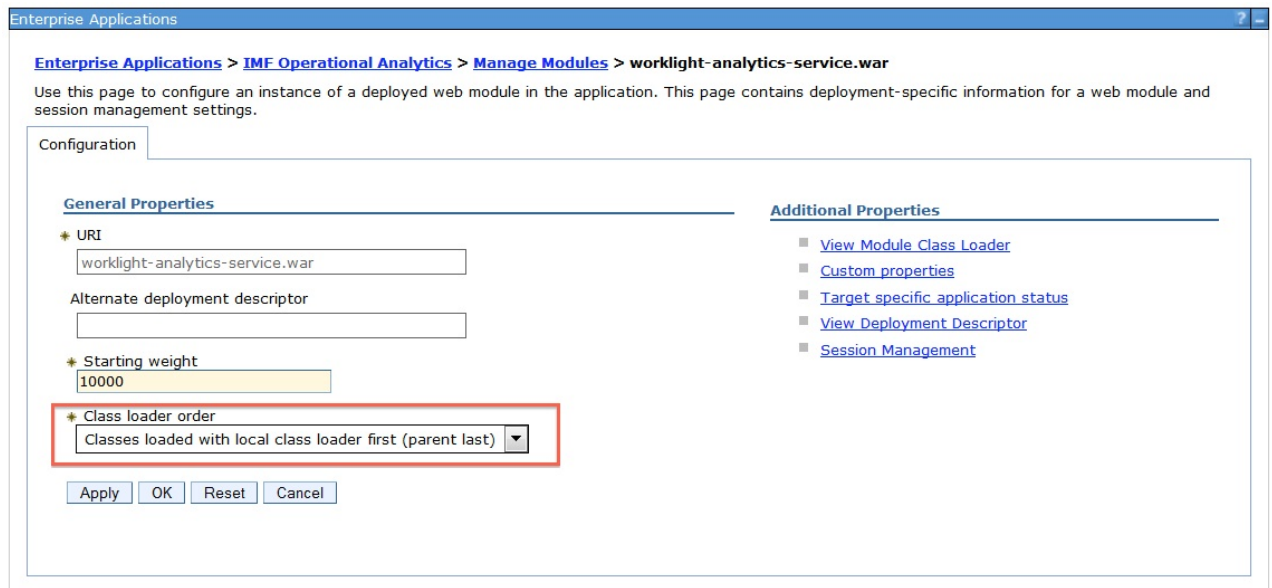 Enterprise Applications
?
Enterprise Applications > IMF Operational Analytics > Manage Modules > worklight-analytics-service.war
Use this page to configure an instance of a deployed web module in the application. This page contains deployment-specific information for a web module and
session management settings.
Configuration
General Properties
URI
worklight-analytics-service.war
Alternate deployment descriptor
Starting weight
10000
Class loader order
Classes loaded with local class loader first (parent last)
Apply OK Reset Cancel
Additional Properties
View Module Class Loader
Custom properties
Target specific application status
View Deployment Descriptor
Session Management